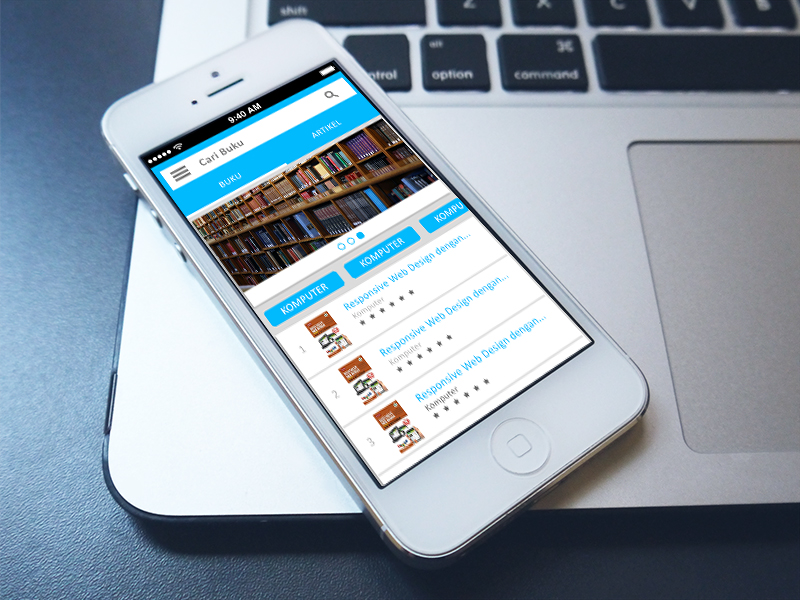 shift
Z
X
C
V
B
control
alt
option
⌘
command
9:40 AM
Cari Buku
BUKU
ARTIKEL
KOMPUTER
KOMPUTER
KOMPU
1
Responsive Web Design dengan...
Komputer
★ ★ ★ ★ ★ ★
2
Responsive Web Design dengan...
Komputer
★ ★ ★ ★ ★ ★
3
Responsive Web Design dengan...
Komputer
★ ★ ★ ★ ★ ★